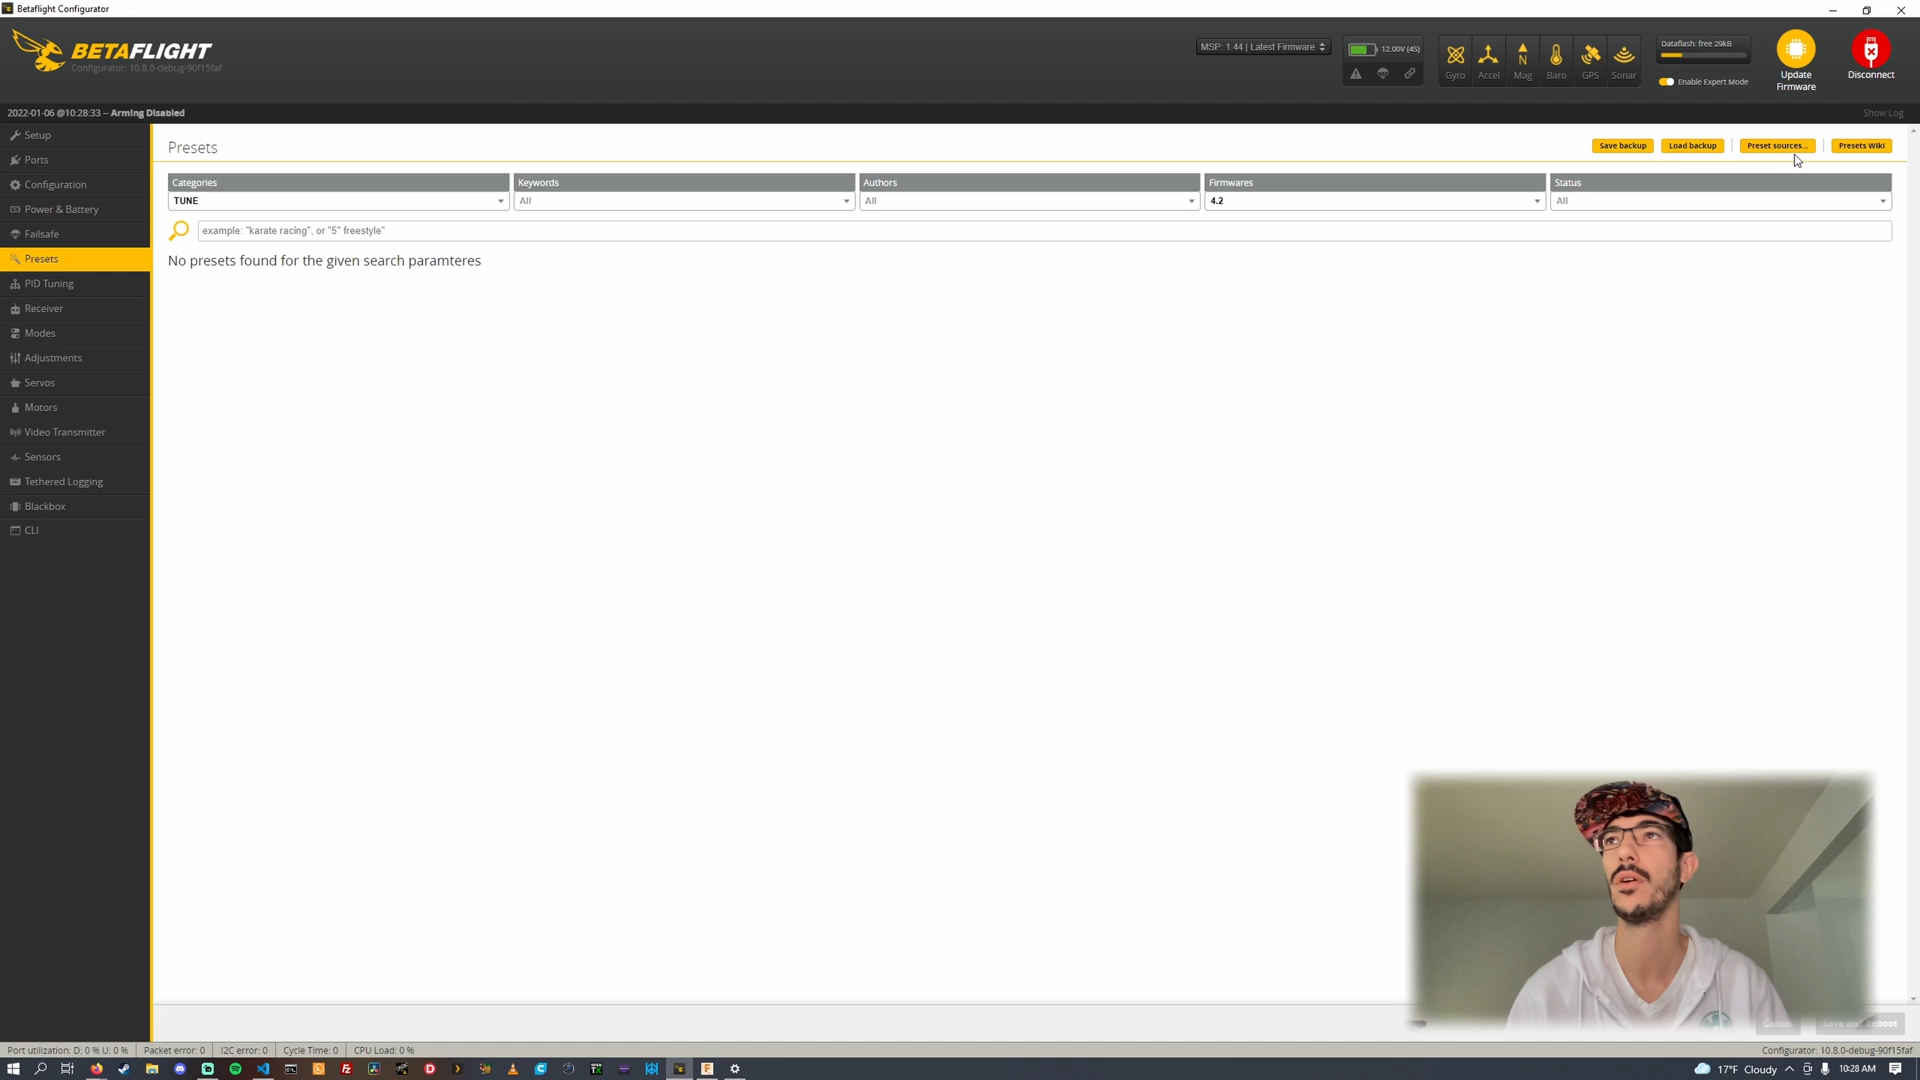 Betaflight Configurator
BETAFLIGHT
Configurator: 10.8.0-debug-90f15faf
MSP: 1.44 | Latest Firmware
12.00V (4S)
Gyro Accel Mag Baro GPS Sonar
Dataflash: free 29kB
Enable Expert Mode
Update Firmware
Disconnect
2022-01-06 @10:28:33 -- Arming Disabled
Show Log
Setup
Ports
Configuration
Power & Battery
Failsafe
Presets
PID Tuning
Receiver
Modes
Adjustments
Servos
Motors
Video Transmitter
Sensors
Tethered Logging
Blackbox
CLI
Presets
Save backup
Load backup
Preset sources...
Presets Wiki
Categories Keywords Authors Firmwares Status
TUNE All All 4.2 All
example: "karate racing", or "5" freestyle"
No presets found for the given search paramteres
Cancel
Save and Reboot
Port utilization: D: 0 % U: 0 % Packet error: 0 I2C error: 0 Cycle Time: 0 CPU Load: 0 %
Configurator: 10.8.0-debug-90f15faf
17°F Cloudy
10:28 AM